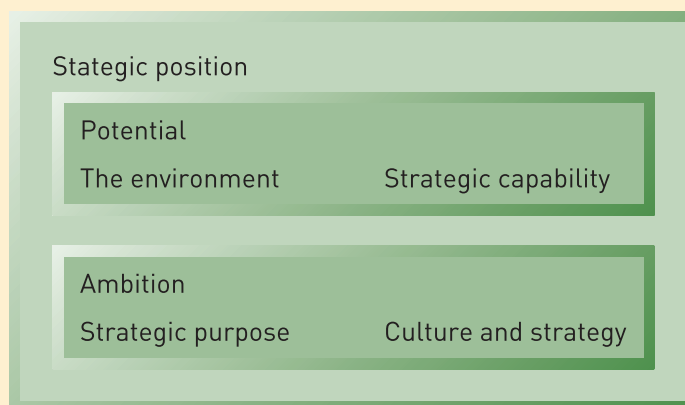 Stategic position
Potential
The environment Strategic capability
Ambition
Strategic purpose Culture and strategy